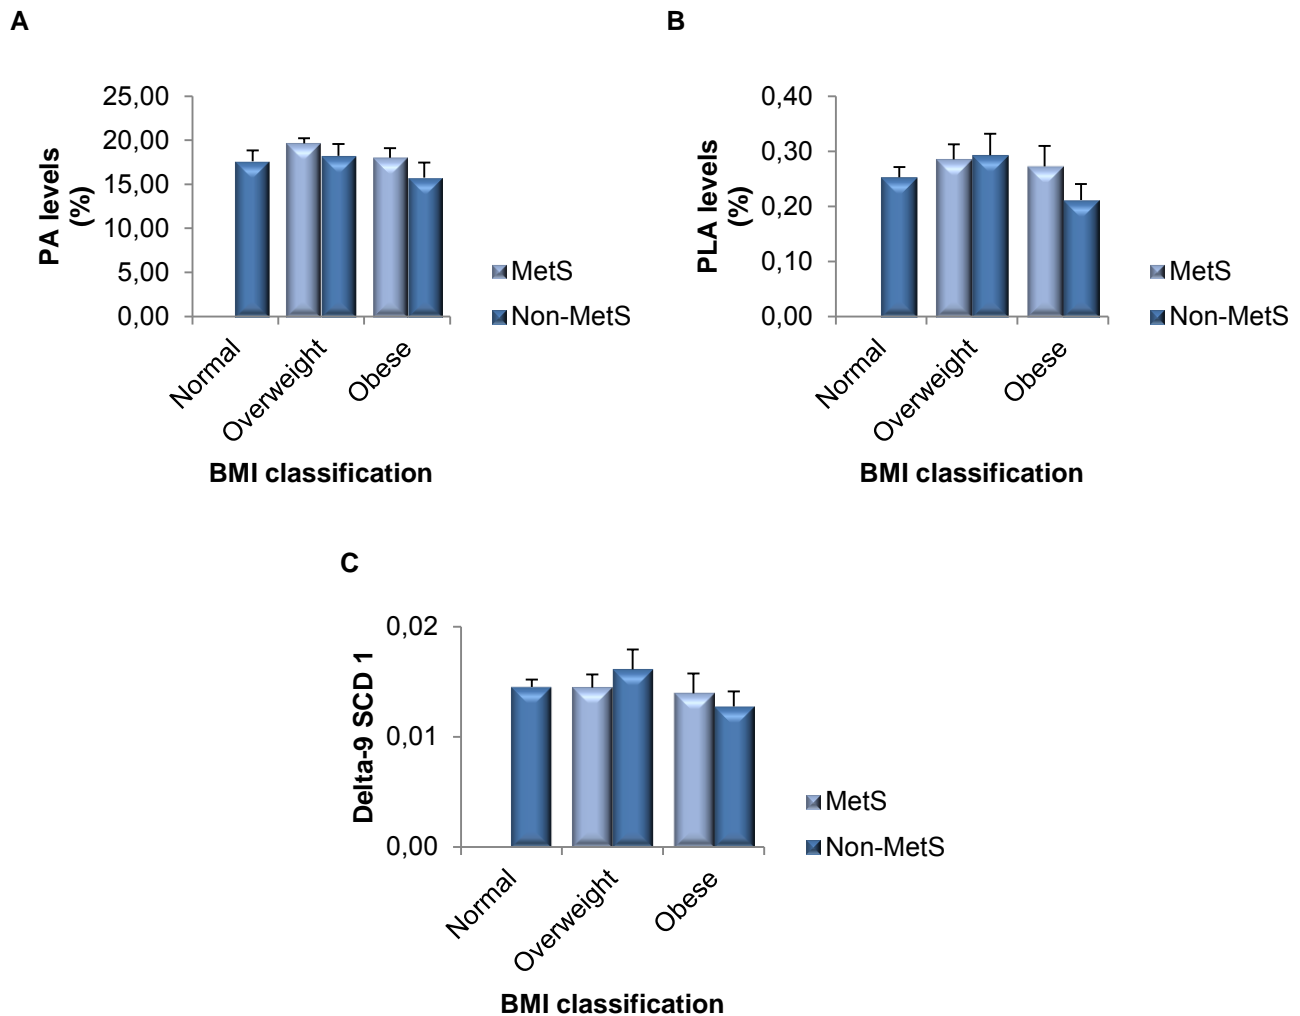 A
B
PA levels
(%)
25,00
20,00
15,00
10,00
5,00
0,00
Normal
Overweight
Obese
BMI classification
MetS
Non-MetS
PLA levels
(%)
0,40
0,30
0,20
0,10
0,00
Normal
Overweight
Obese
BMI classification
MetS
Non-MetS
C
Delta-9 SCD 1
0,02
0,01
0,00
Normal
Overweight
Obese
BMI classification
MetS
Non-MetS